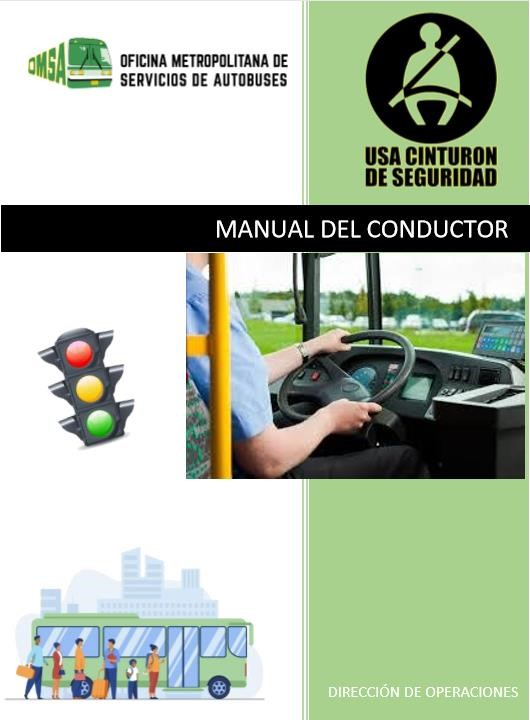 OMSA
OFICINA METROPOLITANA DE
SERVICIOS DE AUTOBUSES
USA CINTURON
DE SEGURIDAD
MANUAL DEL CONDUCTOR
DIRECCIÓN DE OPERACIONES